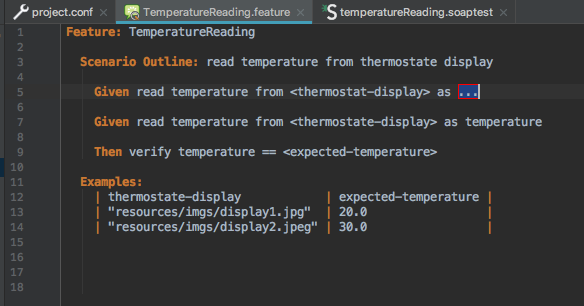 project.conf × TemperatureReading.feature × temperatureReading.soaptest ×
1 Feature: TemperatureReading
2
3 Scenario Outline: read temperature from thermostate display
4
5 Given read temperature from <thermostat-display> as ...
6
7 Given read temperature from <thermostate-display> as temperature
8
9 Then verify temperature == <expected-temperature>
10
11 Examples:
12 | thermostate-display | expected-temperature |
13 | "resources/imgs/display1.jpg" | 20.0 |
14 | "resources/imgs/display2.jpeg" | 30.0 |
15
16
17
18